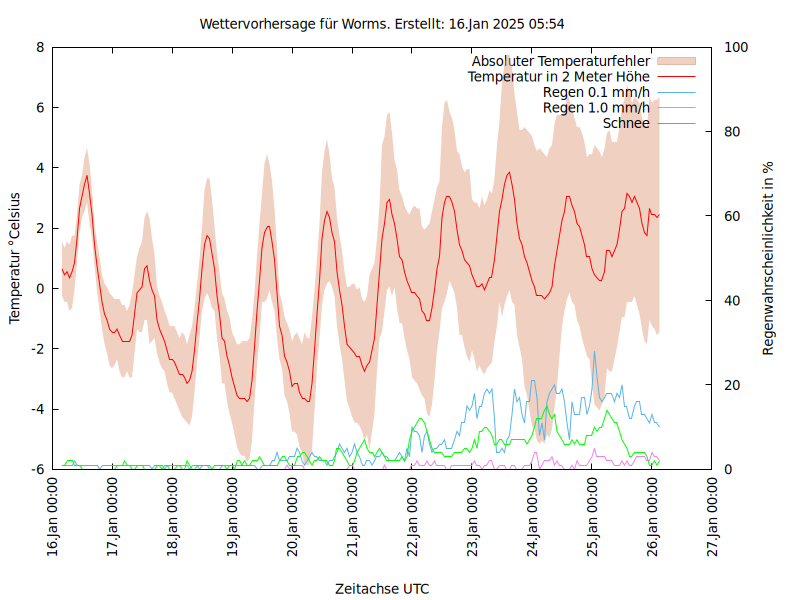 Wettervorhersage für Worms. Erstellt: 16.Jan 2025 05:54
Absoluter Temperaturfehler
Temperatur in 2 Meter Höhe
Regen 0.1 mm/h
Regen 1.0 mm/h
Schnee
Temperatur °Celsius
8
6
4
2
0
-2
-4
-6
Regenwahrscheinlichkeit in %
100
80
60
40
20
0
16.Jan 00:00
17.Jan 00:00
18.Jan 00:00
19.Jan 00:00
20.Jan 00:00
21.Jan 00:00
22.Jan 00:00
23.Jan 00:00
24.Jan 00:00
25.Jan 00:00
26.Jan 00:00
27.Jan 00:00
Zeitachse UTC